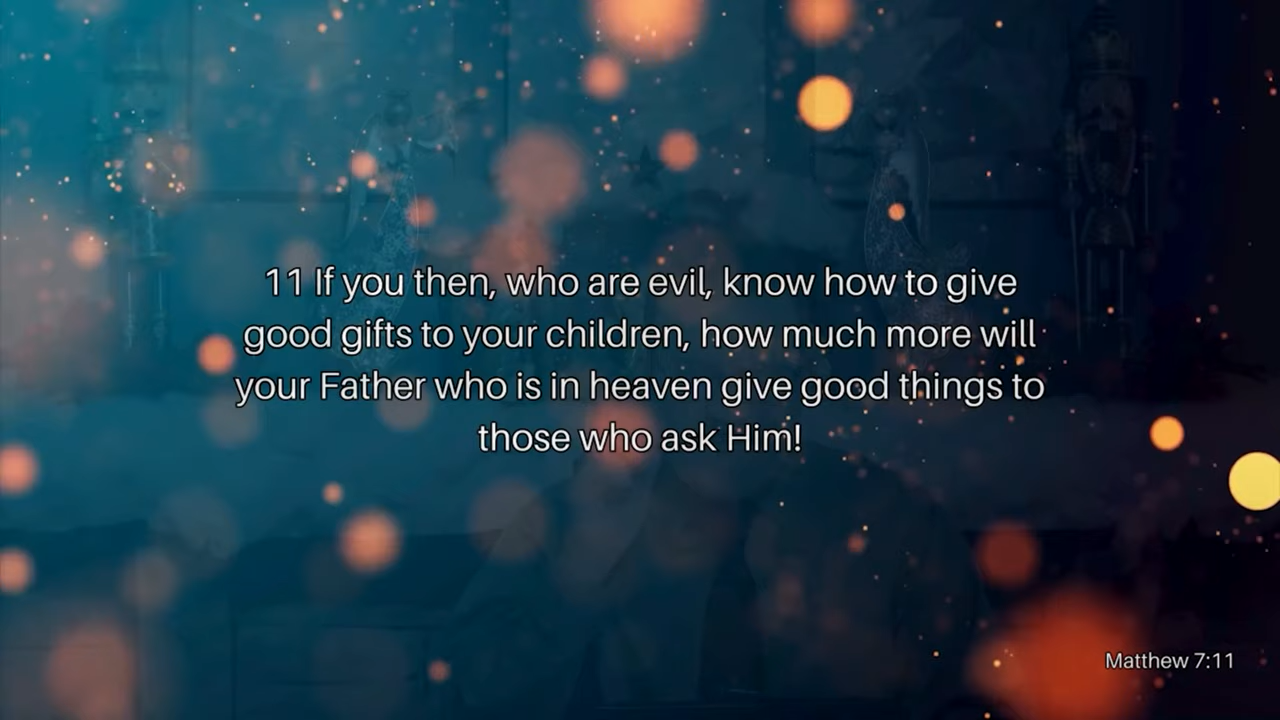 11 If you then, who are evil, know how to give
good gifts to your children, how much more will
your Father who is in heaven give good things to
those who ask Him!
Matthew 7:11